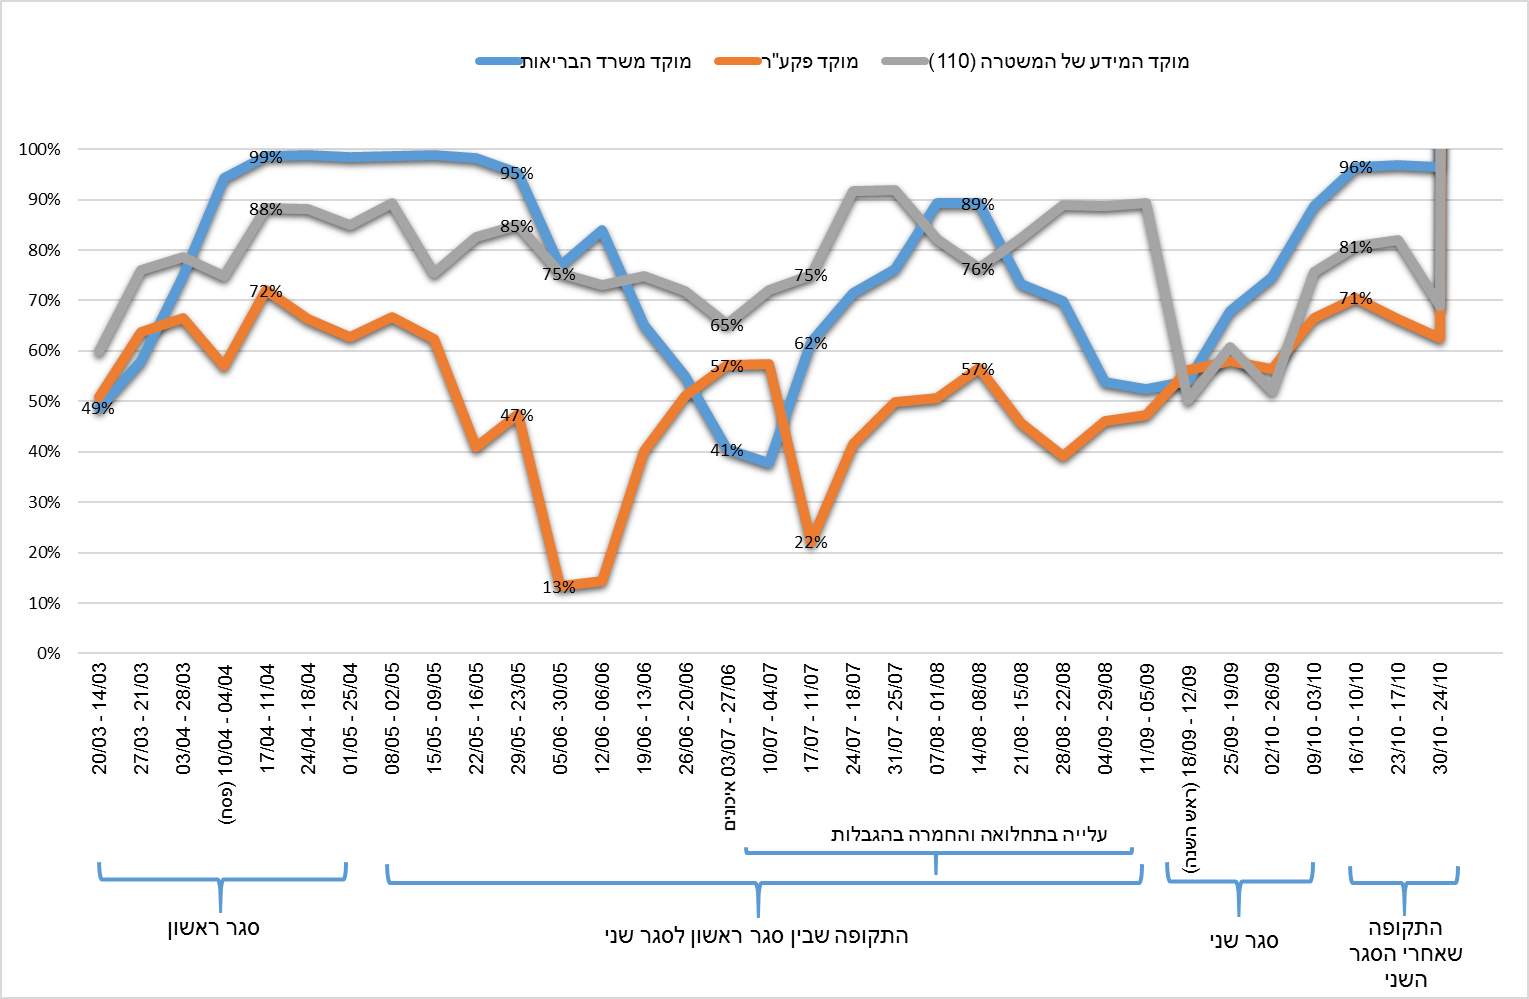 מוקד משרד הבריאות
מוקד פקע"ר
מוקד המידע של המשטרה (110)
100%
90%
80%
70%
60%
50%
40%
30%
20%
10%
0%
49%
99%
88%
72%
95%
85%
47%
75%
13%
65%
57%
41%
75%
62%
22%
89%
76%
57%
96%
81%
71%
14/03 - 20/03
21/03 - 27/03
28/03 - 03/04
04/04 - 10/04 (פסח)
11/04 - 17/04
18/04 - 24/04
25/04 - 01/05
02/05 - 08/05
09/05 - 15/05
16/05 - 22/05
23/05 - 29/05
30/05 - 05/06
06/06 - 12/06
13/06 - 19/06
20/06 - 26/06
27/06 - 03/07 איכונים
04/07 - 10/07
11/07 - 17/07
18/07 - 24/07
25/07 - 31/07
01/08 - 07/08
08/08 - 14/08
15/08 - 21/08
22/08 - 28/08
29/08 - 04/09
05/09 - 11/09
12/09 - 18/09 (ראש השנה)
19/09 - 25/09
26/09 - 02/10
03/10 - 09/10
10/10 - 16/10
17/10 - 23/10
24/10 - 30/10
עלייה בתחלואה והחמרה בהגבלות
סגר ראשון
התקופה שבין סגר ראשון לסגר שני
סגר שני
התקופה
שאחרי הסגר
השני